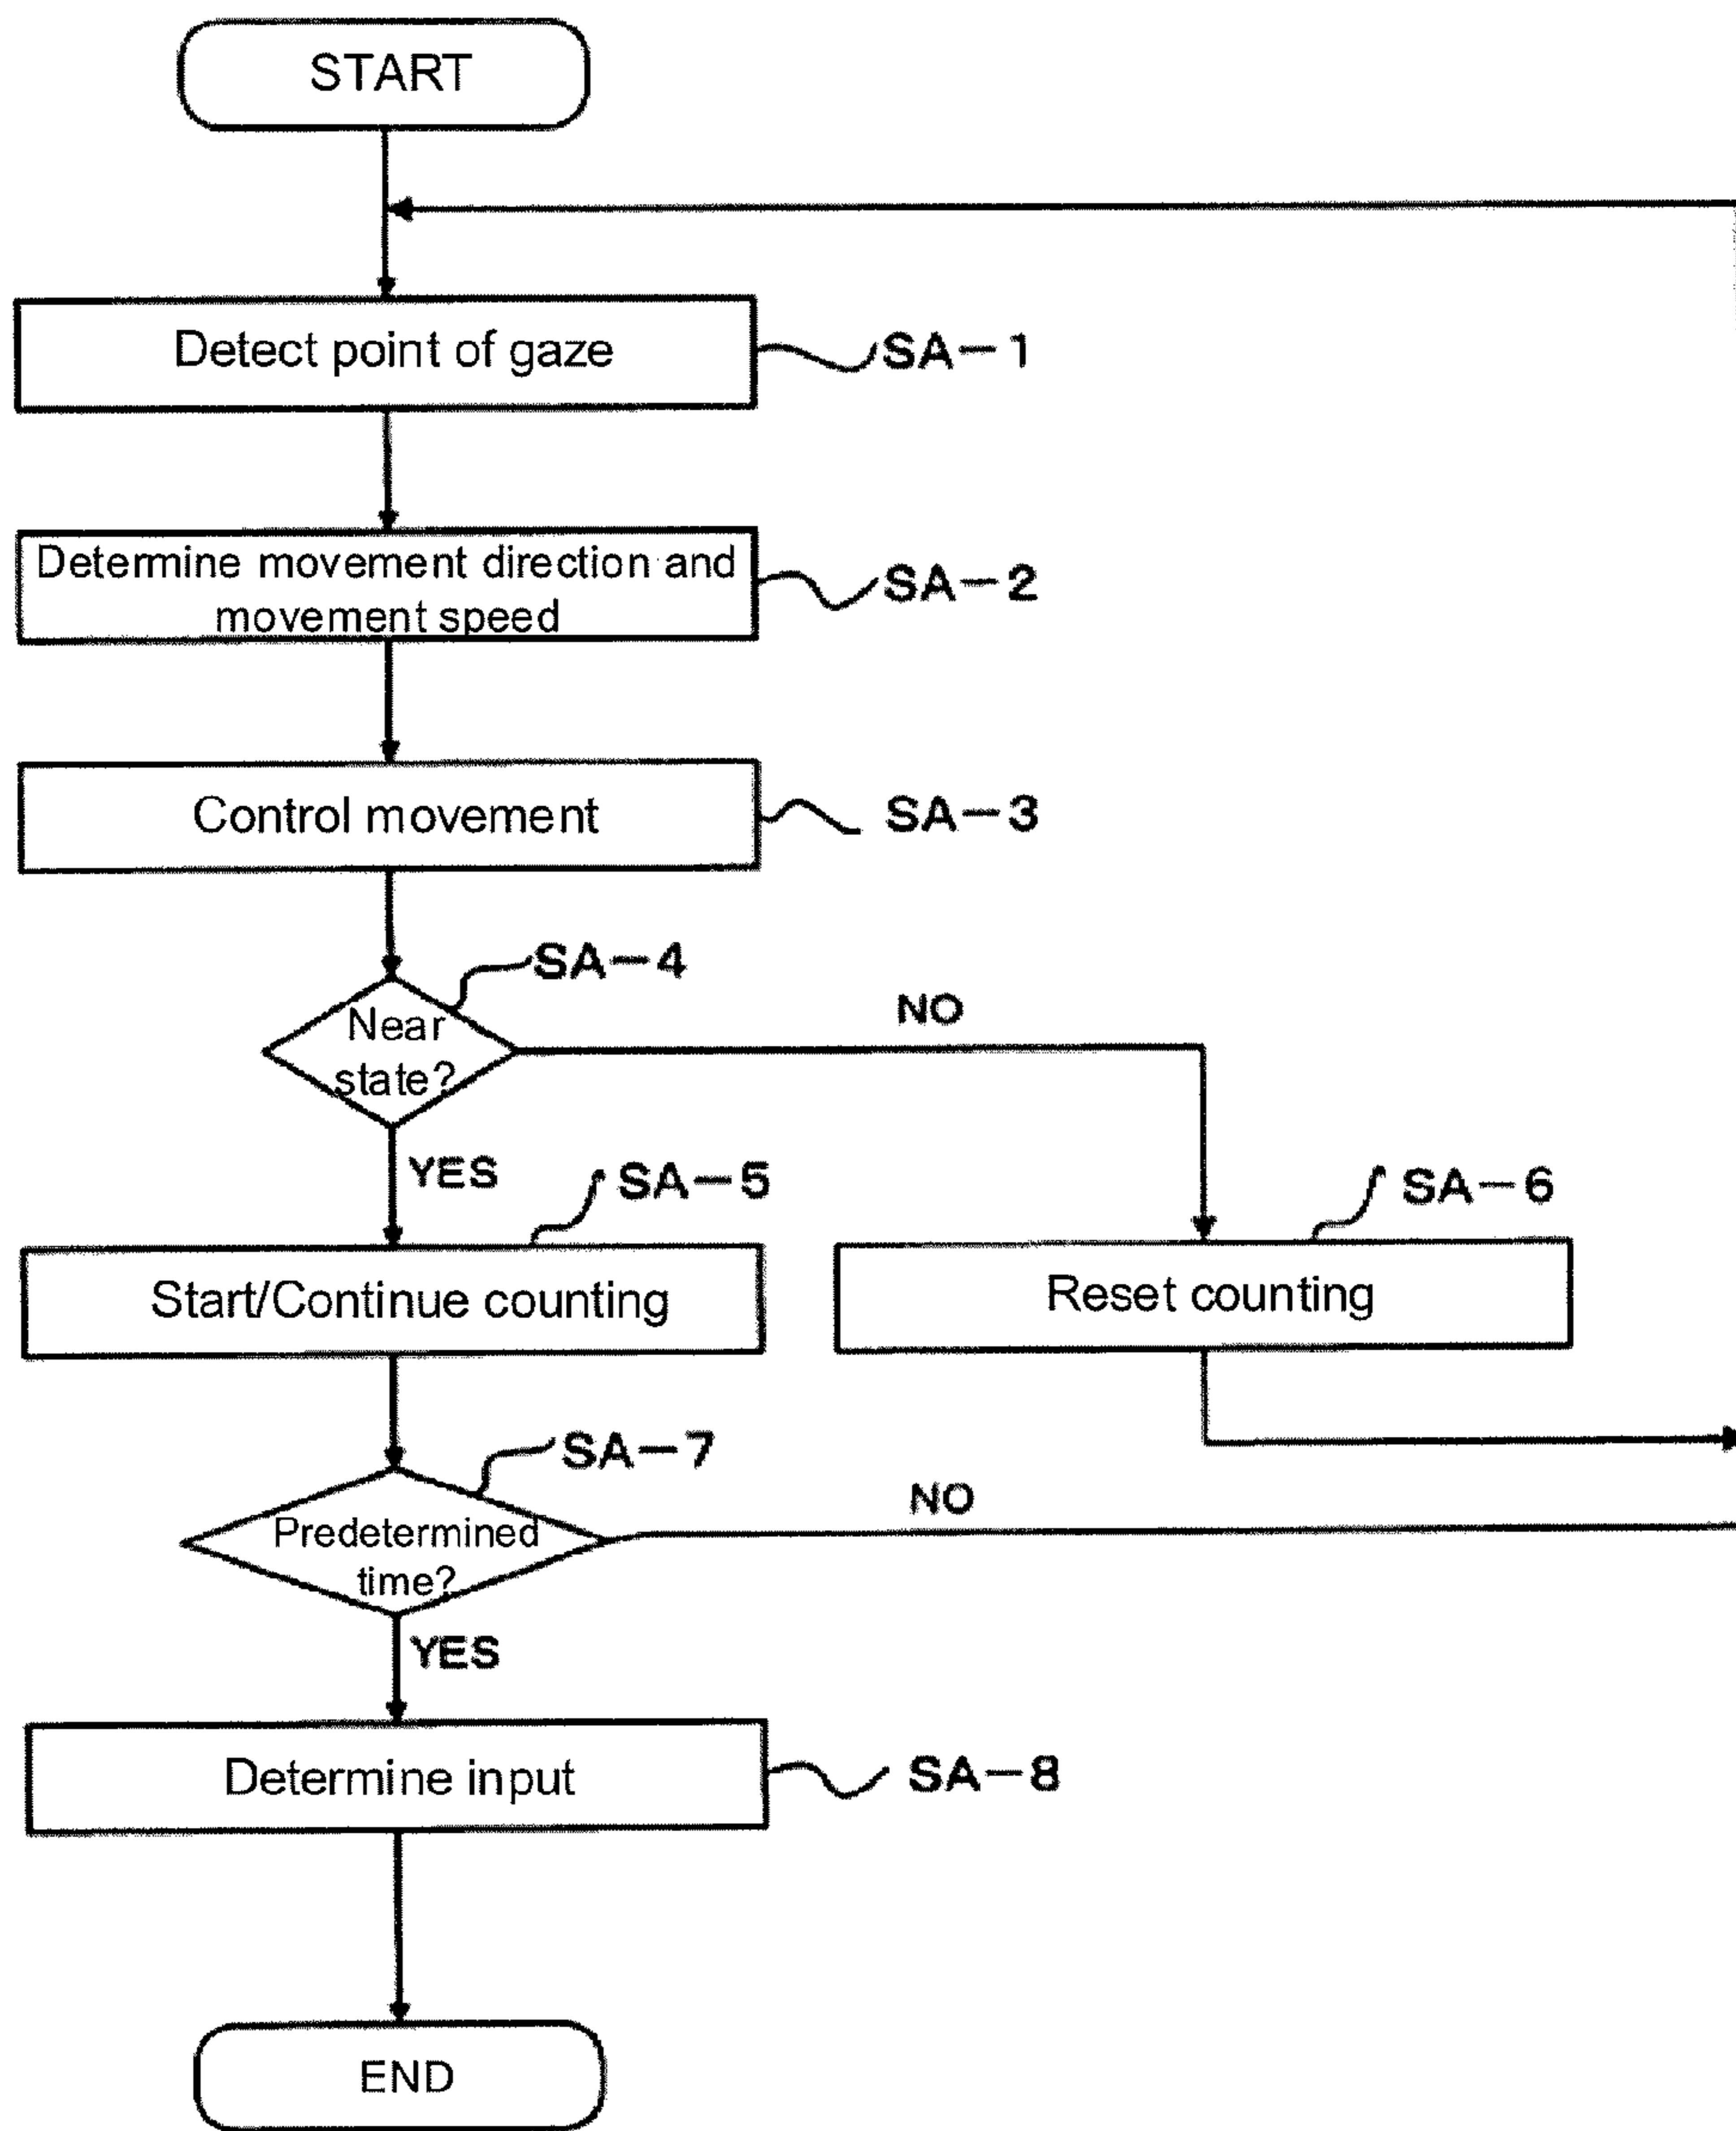 START
Detect point of gaze
SA-1
Determine movement direction and
movement speed
SA-2
Control movement
SA-3
SA-4
Near
state?
NO
YES
SA-5
SA-6
Start/Continue counting
Reset counting
SA-7
Predetermined
time?
NO
YES
Determine input
SA-8
END